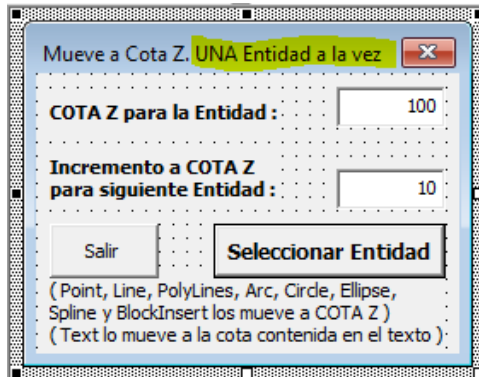 Mueve a Cota Z. UNA Entidad a la vez
COTA Z para la Entidad :
100
Incremento a COTA Z
para siguiente Entidad :
10
Salir
Seleccionar Entidad
( Point, Line, PolyLines, Arc, Circle, Ellipse,
Spline y BlockInsert los mueve a COTA Z )
( Text lo mueve a la cota contenida en el texto )